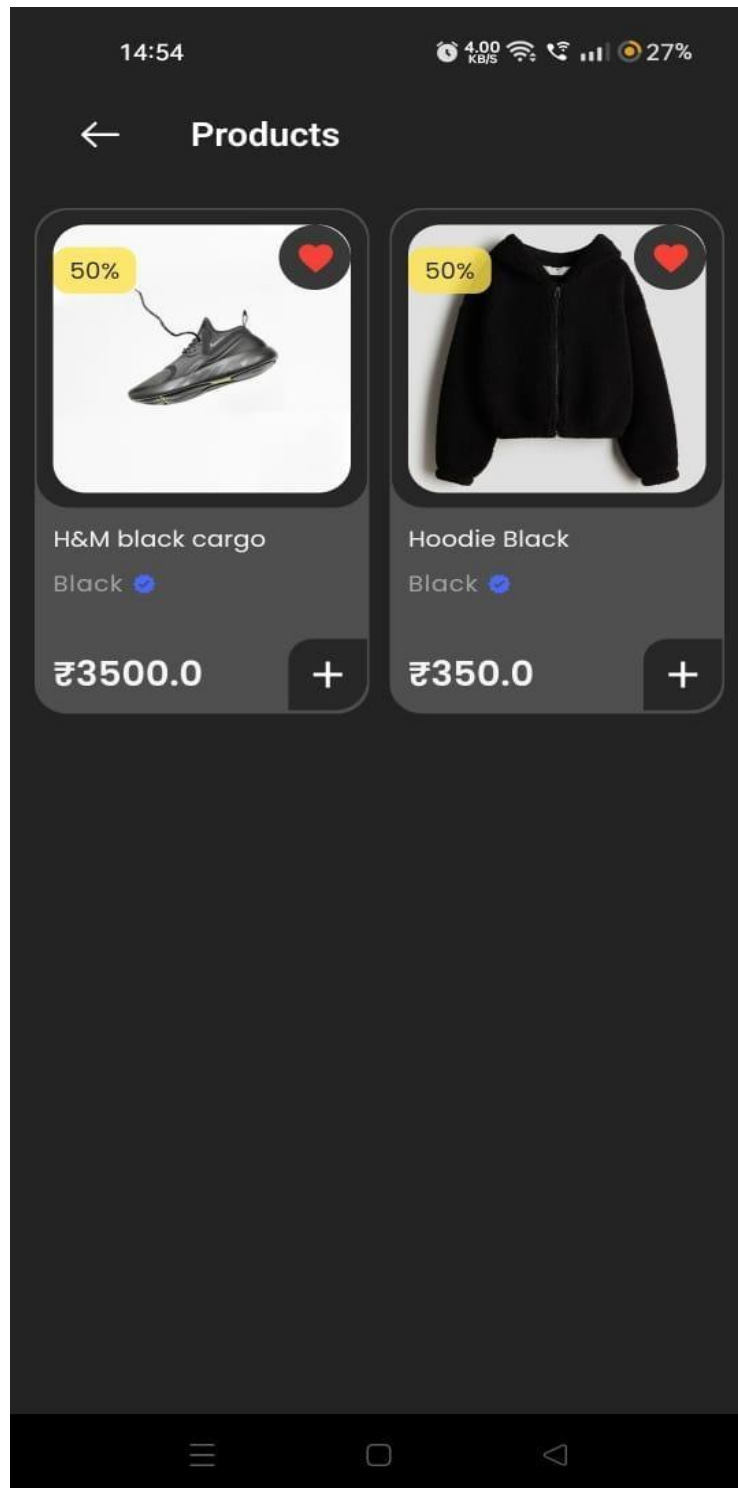 14:54 4.00 KB/S 27%
Products
50%
50%
H&M black cargo
Black
₹3500.0
Hoodie Black
Black
₹350.0